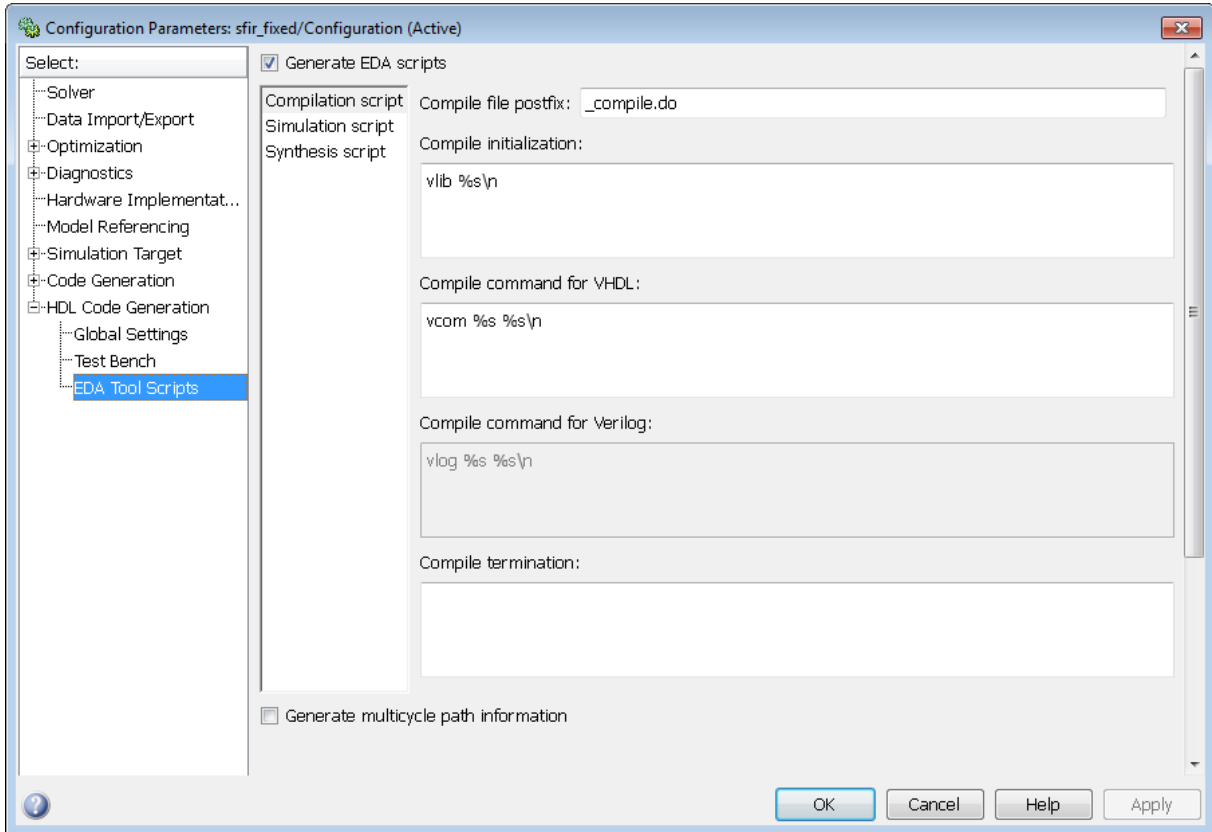 Configuration Parameters: sfir_fixed/Configuration (Active)
Select:
Solver
Data Import/Export
Optimization
Diagnostics
Hardware Implementat...
Model Referencing
Simulation Target
Code Generation
HDL Code Generation
Global Settings
Test Bench
EDA Tool Scripts
Generate EDA scripts
Compilation script
Simulation script
Synthesis script
Compile file postfix: _compile.do
Compile initialization:
vlib %s\n
Compile command for VHDL:
vcom %s %s\n
Compile command for Verilog:
vlog %s %s\n
Compile termination:
Generate multicycle path information
OK Cancel Help Apply